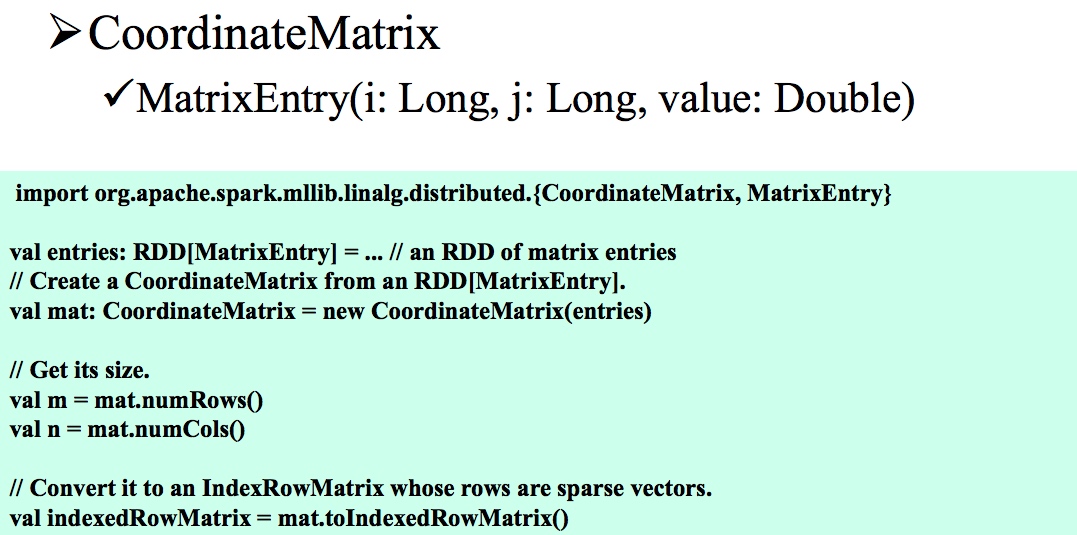 ➢CoordinateMatrix
✓MatrixEntry(i: Long, j: Long, value: Double)
import org.apache.spark.mllib.linalg.distributed.{CoordinateMatrix, MatrixEntry}
val entries: RDD[MatrixEntry] = ... // an RDD of matrix entries
// Create a CoordinateMatrix from an RDD[MatrixEntry].
val mat: CoordinateMatrix = new CoordinateMatrix(entries)
// Get its size.
val m = mat.numRows()
val n = mat.numCols()
// Convert it to an IndexRowMatrix whose rows are sparse vectors.
val indexedRowMatrix = mat.toIndexedRowMatrix()